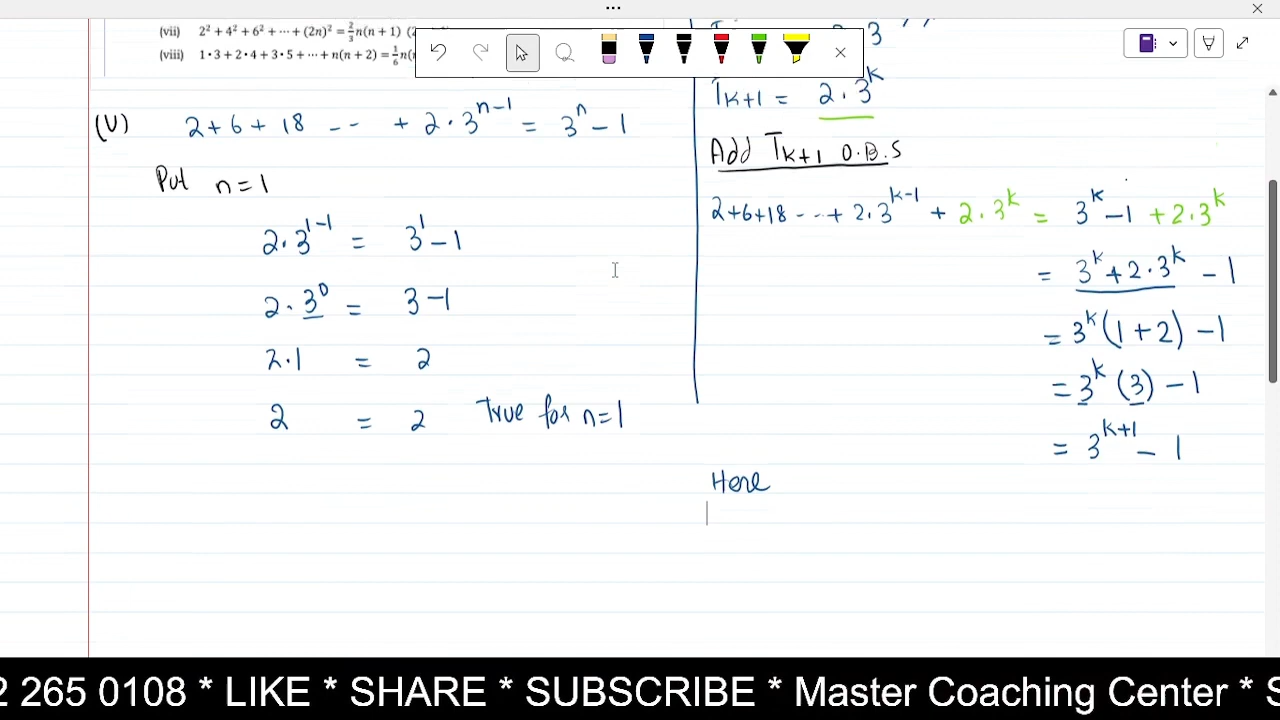 (vii) 2² + 4² + 6² + ⋯ + (2n)² = 2/3 n(n + 1) (2
(viii) 1 • 3 + 2 • 4 + 3 • 5 + ⋯ + n(n + 2) = 1/6 n(n
(V) 2 + 6 + 18 -- -- + 2 · 3^(n-1) = 3^n - 1
Put n = 1
2 · 3^(1-1) = 3^1 - 1
2 · 3^0 = 3 - 1
2 · 1 = 2
2 = 2 True for n = 1
T_(k+1) = 2 · 3^k
Add T_(k+1) O.B.S
2+6+18 -- -- + 2·3^(k-1) + 2·3^k = 3^k - 1 + 2·3^k
= 3^k + 2·3^k - 1
= 3^k (1 + 2) - 1
= 3^k (3) - 1
= 3^(k+1) - 1
Here
2 265 0108 * LIKE * SHARE * SUBSCRIBE * Master Coaching Center * S